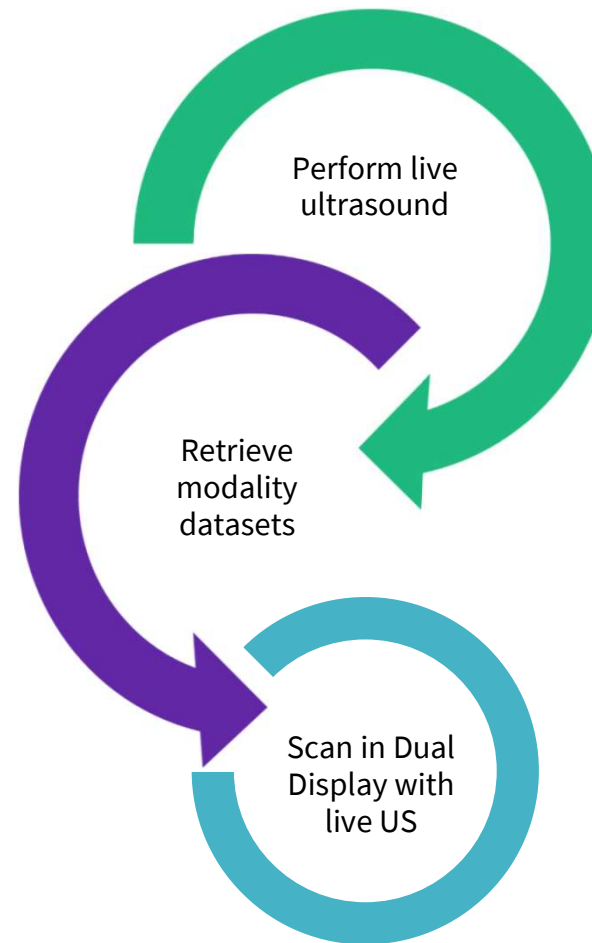 Perform live
ultrasound
Retrieve
modality
datasets
Scan in Dual
Display with
live US